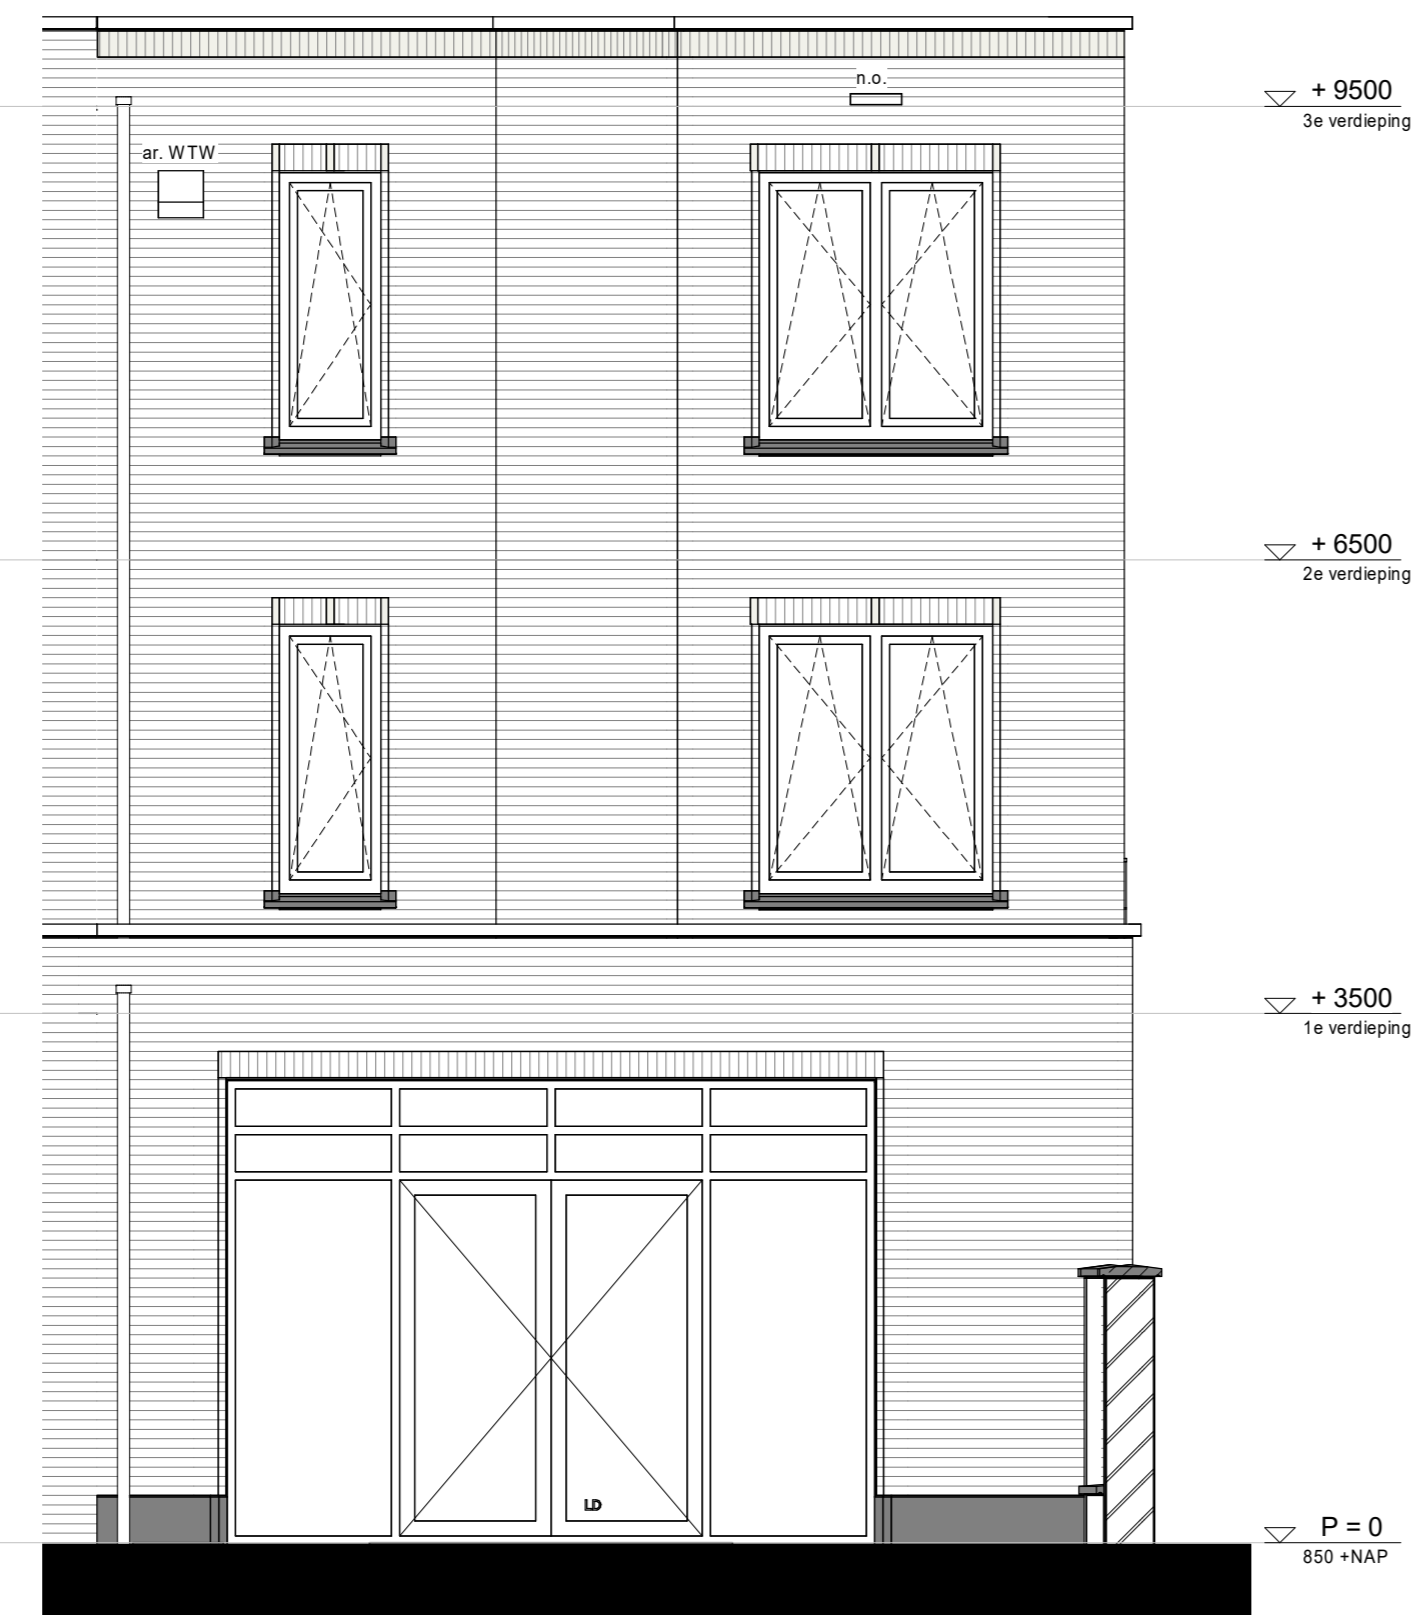 n.o.
+ 9500
3e verdieping
ar. WTW
+ 6500
2e verdieping
+ 3500
1e verdieping
LD
P = 0
850 +NAP